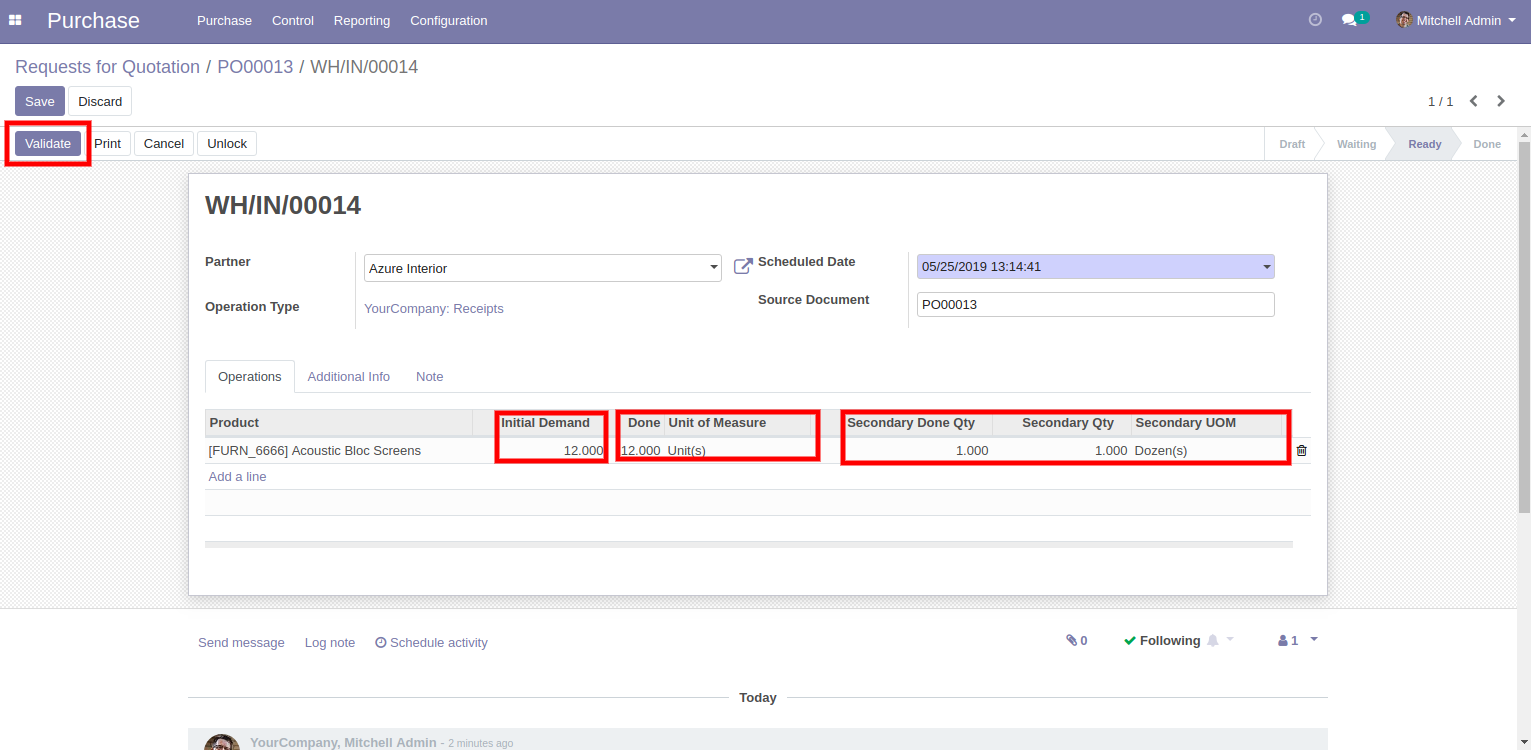 Purchase Purchase Control Reporting Configuration 1 Mitchell Admin
Requests for Quotation / PO00013 / WH/IN/00014
Save Discard 1 / 1
Validate Print Cancel Unlock Draft Waiting Ready Done
WH/IN/00014
Partner Azure Interior Scheduled Date 05/25/2019 13:14:41
Operation Type YourCompany: Receipts Source Document PO00013
Operations Additional Info Note
Product Initial Demand Done Unit of Measure Secondary Done Qty Secondary Qty Secondary UOM
[FURN_6666] Acoustic Bloc Screens 12.000 12.000 Unit(s) 1.000 1.000 Dozen(s)
Add a line
Send message Log note Schedule activity 0 Following 1
Today
YourCompany, Mitchell Admin - 2 minutes ago